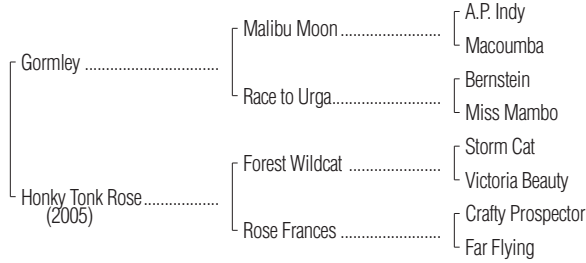 A.P. Indy
Malibu Moon
Macoumba
Gormley
Bernstein
Race to Urga
Miss Mambo
Storm Cat
Forest Wildcat
Victoria Beauty
Honky Tonk Rose
(2005)
Crafty Prospector
Rose Frances
Far Flying